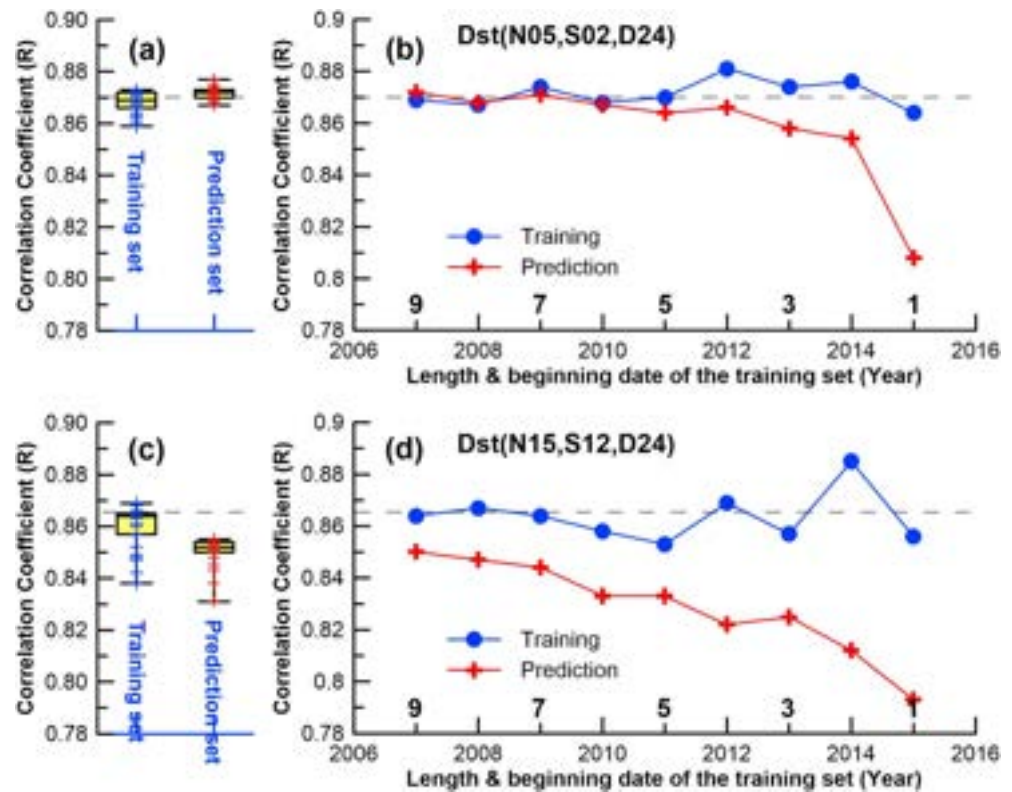 (a)
Correlation Coefficient (R)
0.90
0.88
0.86
0.84
0.82
0.80
0.78
Training set
Prediction set
(b)
Dst(N05,S02,D24)
Correlation Coefficient (R)
0.9
0.88
0.86
0.84
0.82
0.8
0.78
Training
Prediction
9 7 5 3 1
2006 2008 2010 2012 2014 2016
Length & beginning date of the training set (Year)
(c)
Correlation Coefficient (R)
0.90
0.88
0.86
0.84
0.82
0.80
0.78
Training set
Prediction set
(d)
Dst(N15,S12,D24)
Correlation Coefficient (R)
0.9
0.88
0.86
0.84
0.82
0.8
0.78
Training
Prediction
9 7 5 3 1
2006 2008 2010 2012 2014 2016
Length & beginning date of the training set (Year)